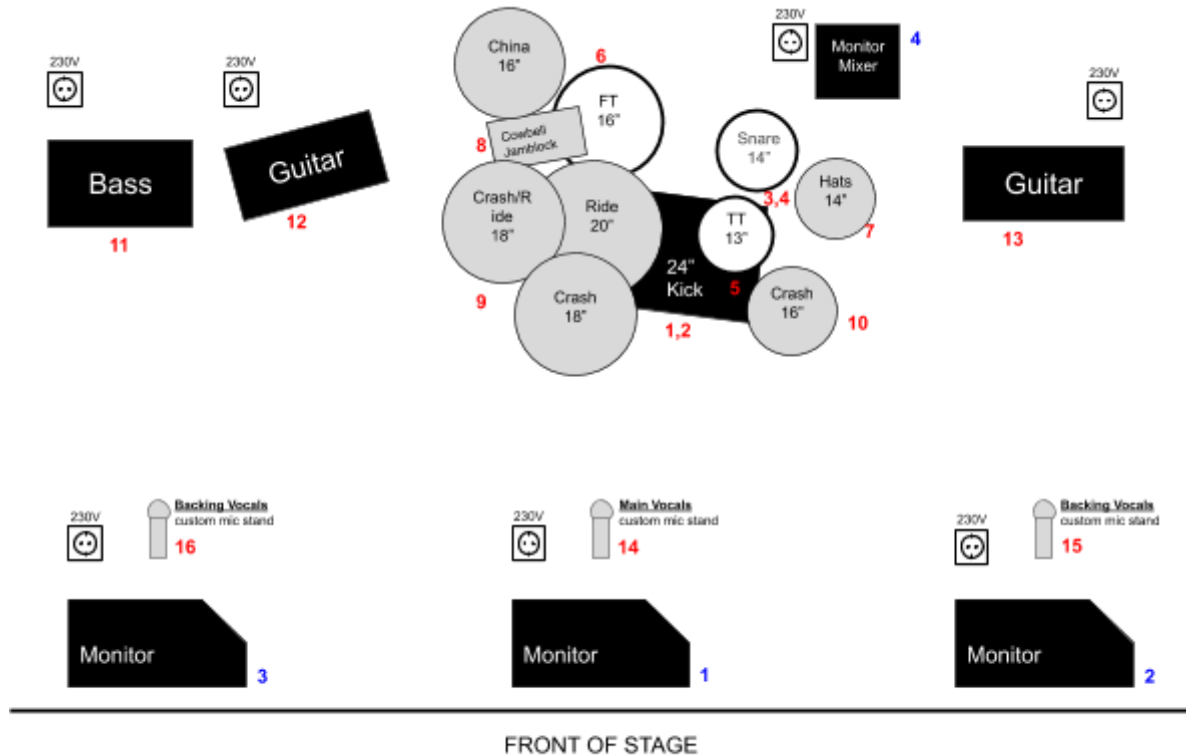 China
16"
6
230V
Monitor
Mixer
4
230V
230V
230V
FT
16"
Cowbell
Jamblock
8
Snare
14"
3,4
Bass
11
Guitar
12
Crash/R
ide
18"
9
Ride
20"
TT
13"
5
Hats
14"
7
Guitar
13
24"
Kick
1,2
Crash
18"
Crash
16"
10
230V
Backing Vocals
custom mic stand
16
230V
Main Vocals
custom mic stand
14
230V
Backing Vocals
custom mic stand
15
Monitor
3
Monitor
1
Monitor
2
FRONT OF STAGE